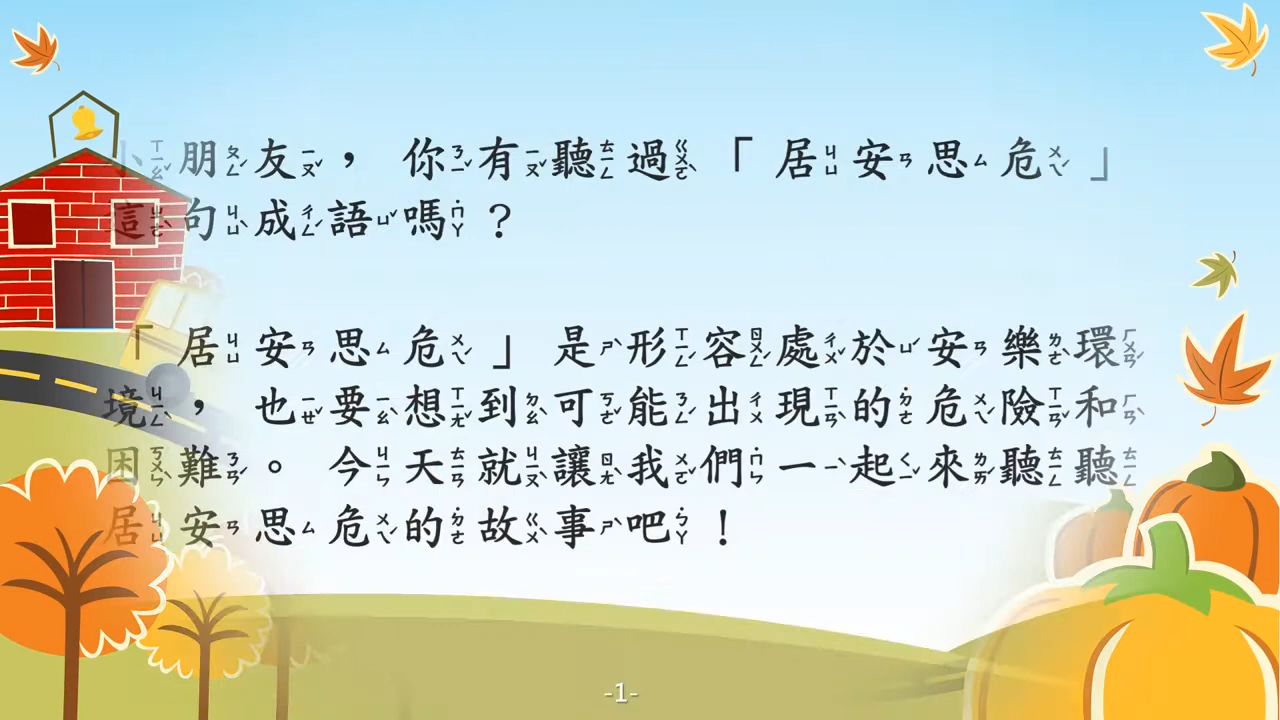 小朋友，你有聽過「居安思危」
這句成語嗎？
「居安思危」是形容處於安樂環
境，也要想到可能出現的危險和
困難。今天就讓我們一起來聽聽
居安思危的故事吧！
-1-